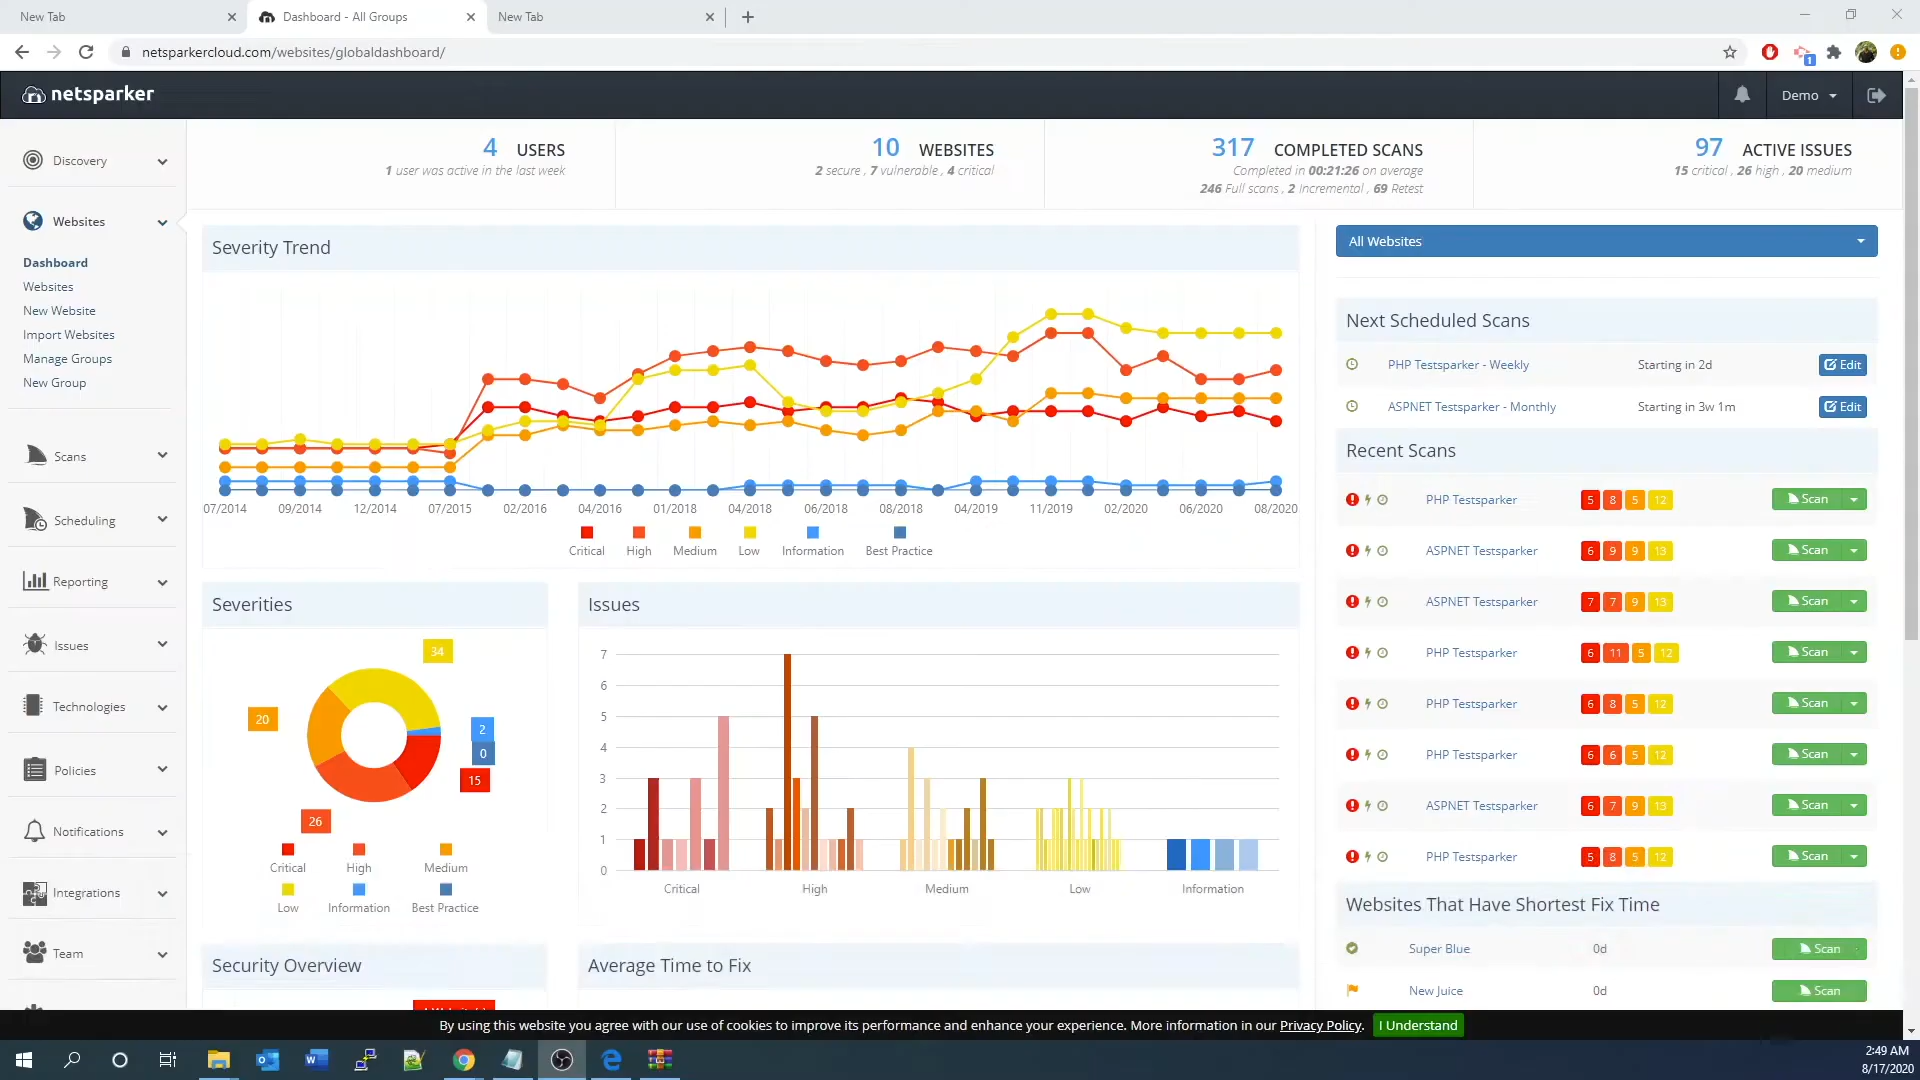 New Tab
Dashboard - All Groups
New Tab
netsparkercloud.com/websites/globaldashboard/
1
netsparker
Demo
Discovery
Websites
Dashboard
Websites
New Website
Import Websites
Manage Groups
New Group
Scans
Scheduling
Reporting
Issues
Technologies
Policies
Notifications
Integrations
Team
4 USERS
1 user was active in the last week
10 WEBSITES
2 secure , 7 vulnerable , 4 critical
317 COMPLETED SCANS
Completed in 00:21:26 on average
246 Full scans , 2 Incremental , 69 Retest
97 ACTIVE ISSUES
15 critical , 26 high , 20 medium
Severity Trend
07/2014 09/2014 12/2014 07/2015 02/2016 04/2016 01/2018 04/2018 06/2018 08/2018 04/2019 11/2019 02/2020 06/2020 08/2020
Critical High Medium Low Information Best Practice
Severities
34
20
2
0
15
26
Critical High Medium
Low Information Best Practice
Issues
7
6
5
4
3
2
1
0
Critical High Medium Low Information
Security Overview
Average Time to Fix
All Websites
Next Scheduled Scans
PHP Testsparker - Weekly Starting in 2d Edit
ASPNET Testsparker - Monthly Starting in 3w 1m Edit
Recent Scans
PHP Testsparker 5 8 5 12 Scan
ASPNET Testsparker 6 9 9 13 Scan
ASPNET Testsparker 7 7 9 13 Scan
PHP Testsparker 6 11 5 12 Scan
PHP Testsparker 6 8 5 12 Scan
PHP Testsparker 6 6 5 12 Scan
ASPNET Testsparker 6 7 9 13 Scan
PHP Testsparker 5 8 5 12 Scan
Websites That Have Shortest Fix Time
Super Blue 0d Scan
New Juice 0d Scan
By using this website you agree with our use of cookies to improve its performance and enhance your experience. More information in our Privacy Policy. I Understand
2:49 AM
8/17/2020